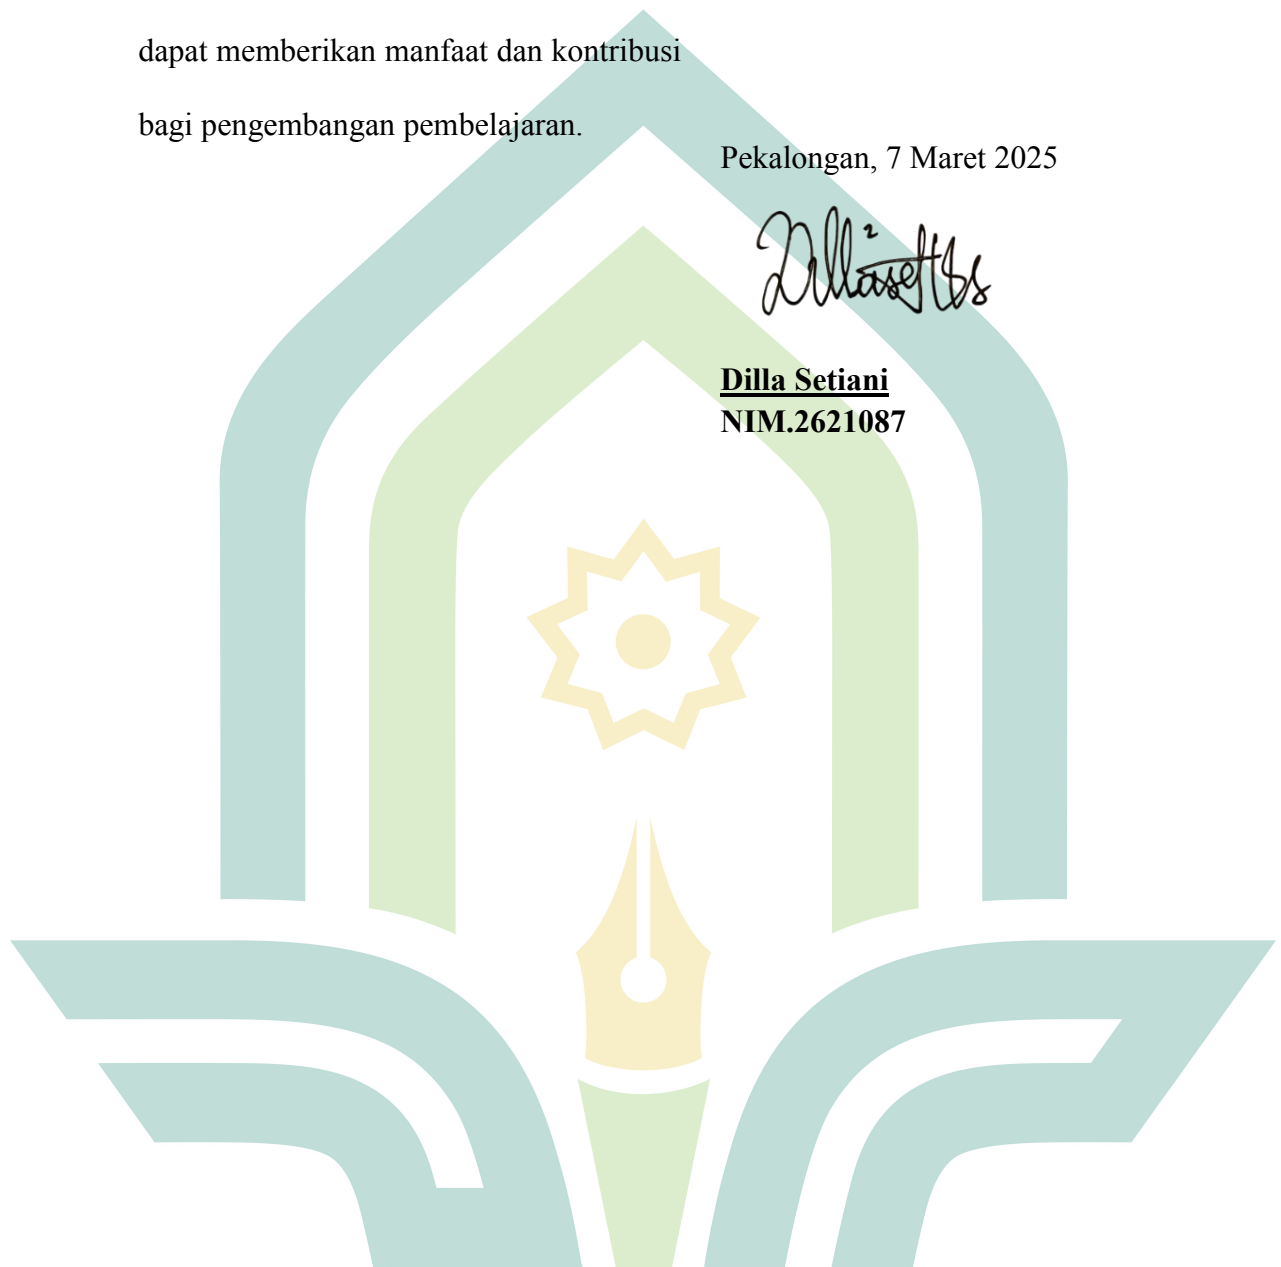 dapat memberikan manfaat dan kontribusi
bagi pengembangan pembelajaran.
Pekalongan, 7 Maret 2025
Dilla Setiani
NIM.2621087